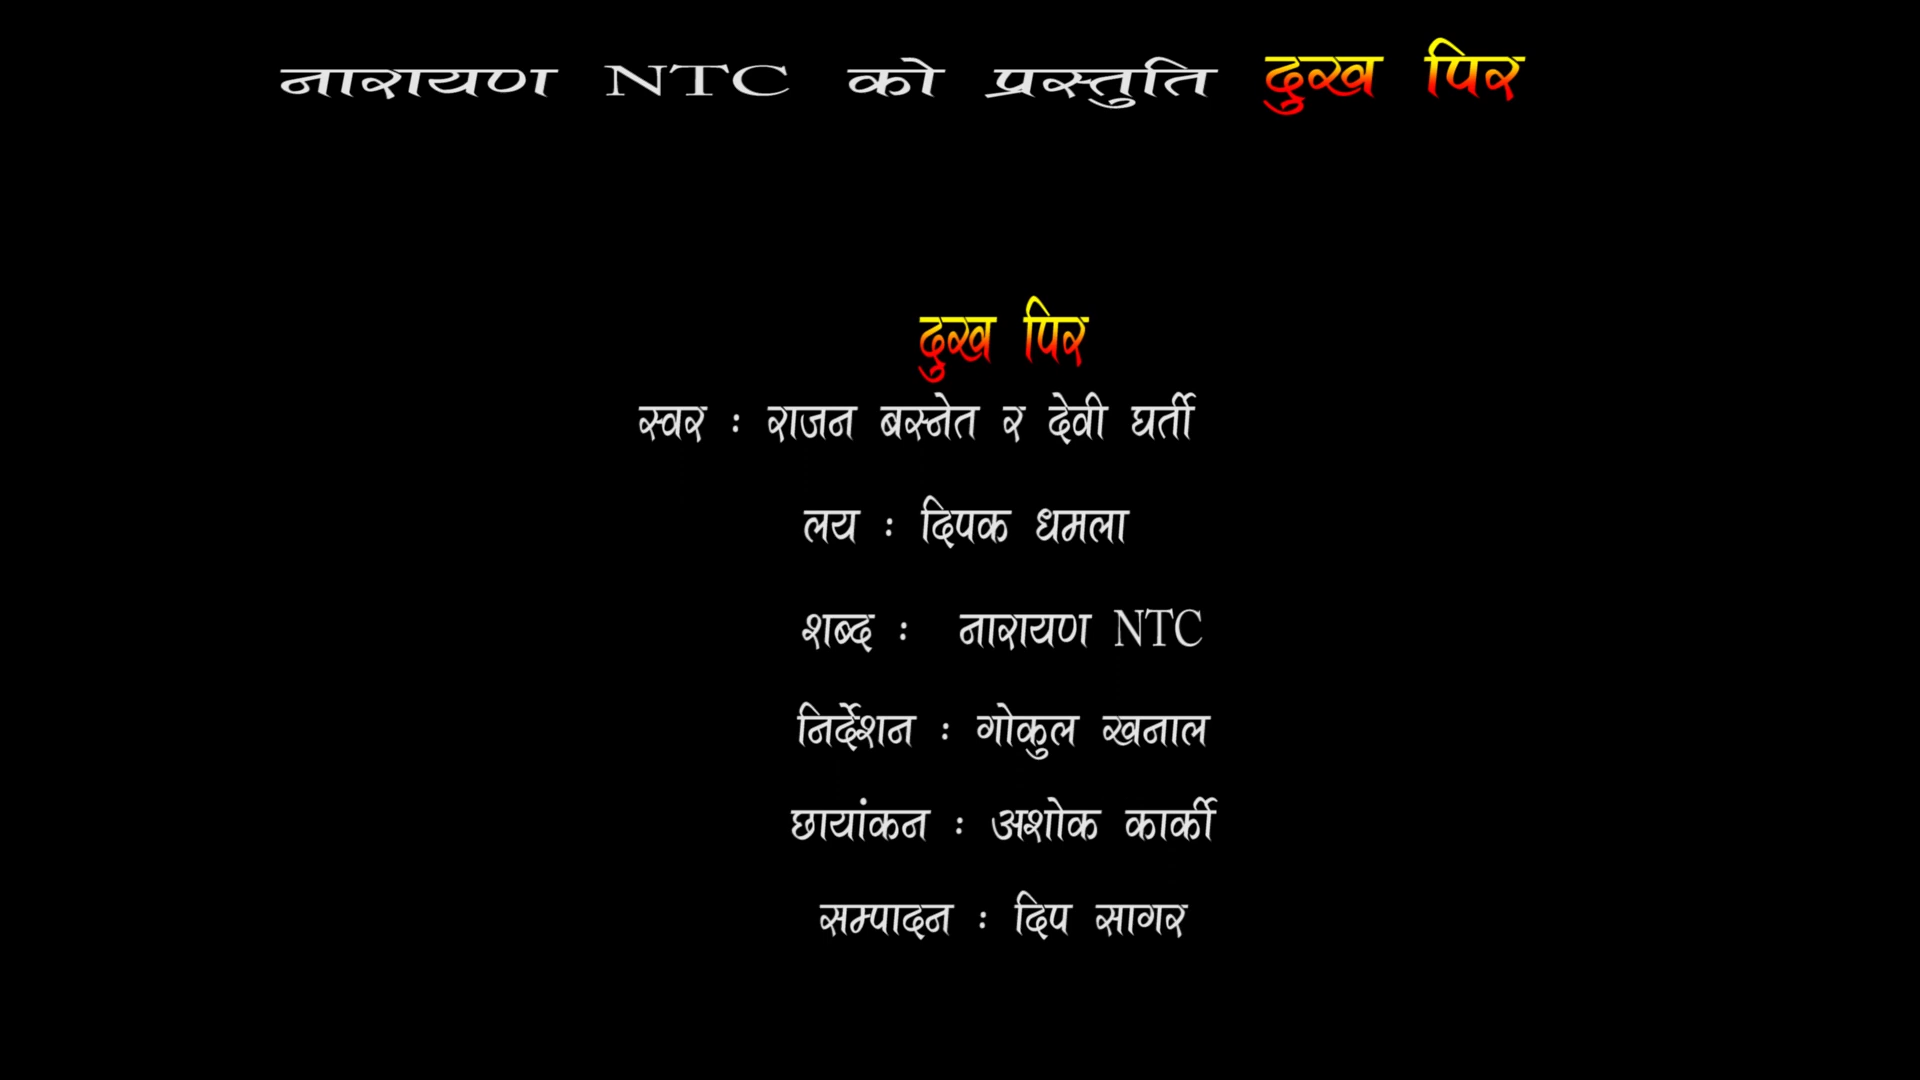 नारायण NTC को प्रस्तुति दुख पिर
दुख पिर
स्वर : राजन बस्नेत र देवी घर्ती
लय : दिपक धमला
शब्द : नारायण NTC
निर्देशन : गोकुल खनाल
छायांकन : अशोक कार्की
सम्पादन : दिप सागर